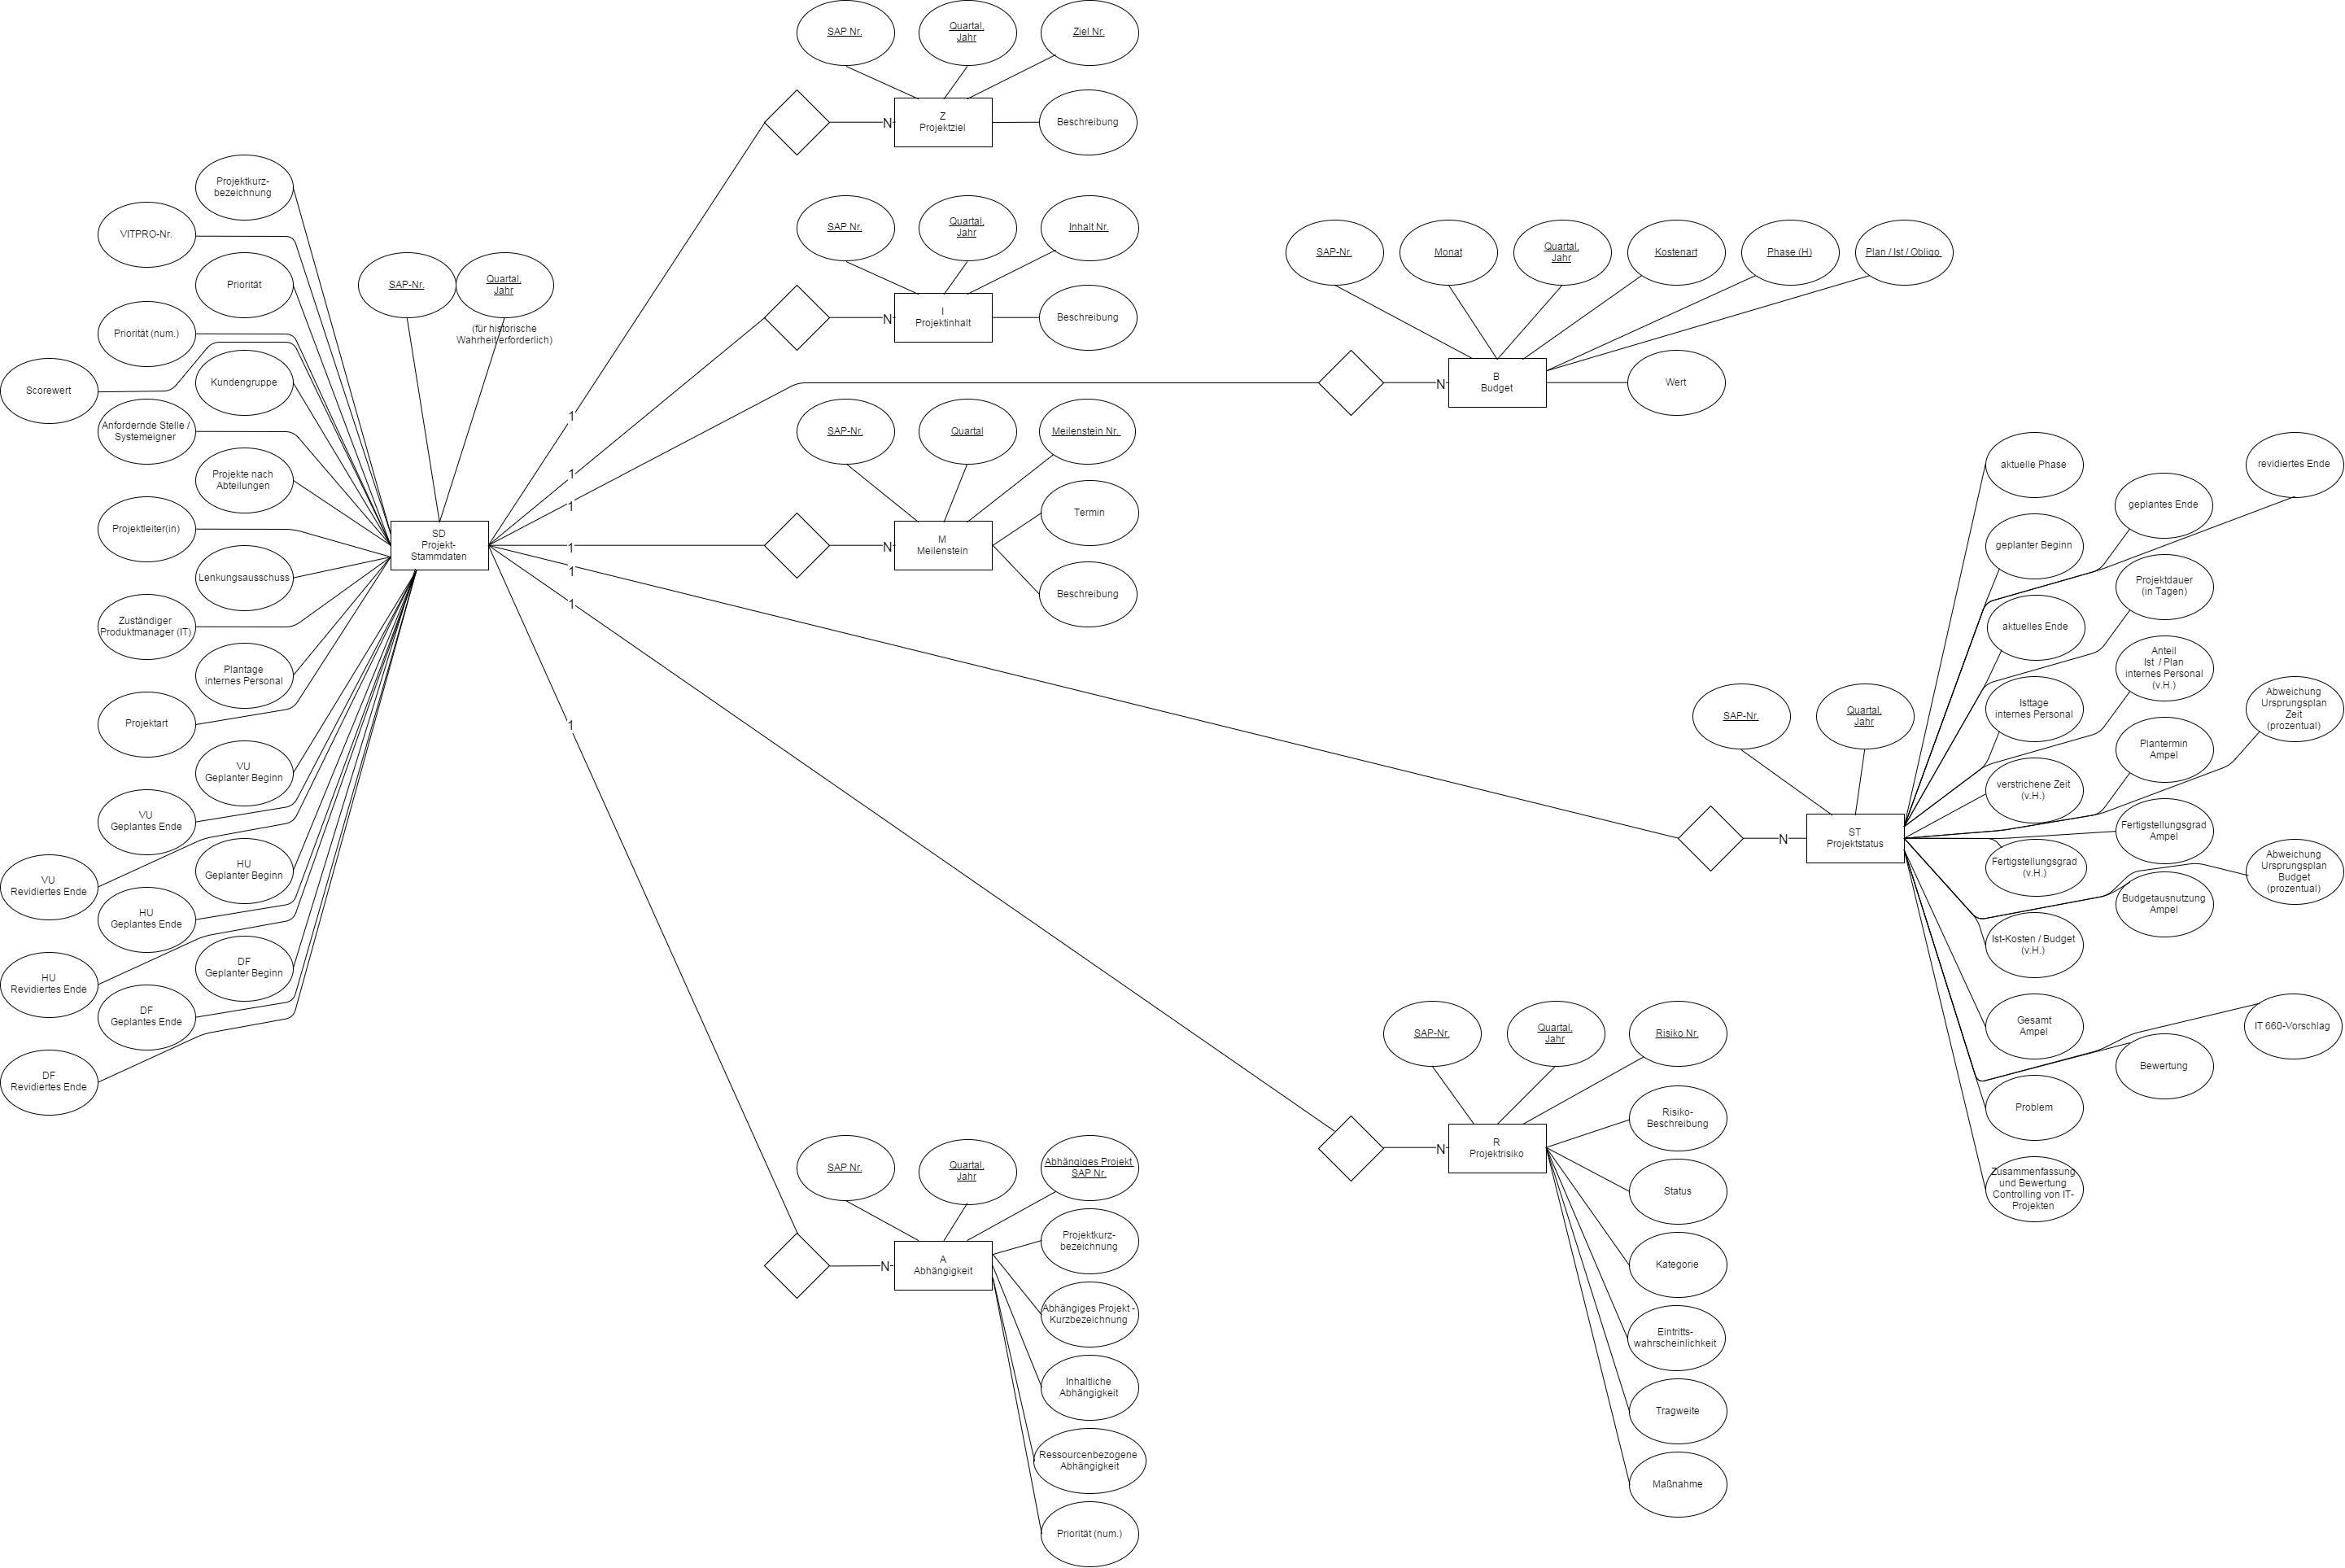 SAP Nr.
Quartal,
Jahr
Ziel Nr.
Z
Projektziel
N
Beschreibung
SAP Nr.
Quartal,
Jahr
Inhalt Nr.
I
Projektinhalt
N
Beschreibung
SAP-Nr.
Monat
Quartal,
Jahr
Kostenart
Phase (H)
Plan / Ist / Obligo
B
Budget
N
Wert
SAP-Nr.
Quartal
Meilenstein Nr.
Termin
M
Meilenstein
N
Beschreibung
Projektkurz-
bezeichnung
VITPRO-Nr.
Priorität
Priorität (num.)
Scorewert
Kundengruppe
Anfordernde Stelle /
Systemeigner
Projekte nach
Abteilungen
Projektleiter(in)
Lenkungsausschuss
Zuständiger
Produktmanager (IT)
Plantage
internes Personal
Projektart
VU
Geplanter Beginn
VU
Geplantes Ende
VU
Revidiertes Ende
HU
Geplanter Beginn
HU
Geplantes Ende
HU
Revidiertes Ende
DF
Geplanter Beginn
DF
Geplantes Ende
DF
Revidiertes Ende
SAP-Nr.
Quartal,
Jahr
(für historische
Wahrheit erforderlich)
SD
Projekt-
Stammdaten
1
1
1
1
1
1
1
SAP-Nr.
Quartal,
Jahr
ST
Projektstatus
N
aktuelle Phase
revidiertes Ende
geplantes Ende
geplanter Beginn
Projektdauer
(in Tagen)
aktuelles Ende
Anteil
Ist / Plan
internes Personal
(v.H.)
Isttage
internes Personal
Abweichung
Ursprungsplan
Zeit
(prozentual)
Plantermin
Ampel
verstrichene Zeit
(v.H.)
Fertigstellungsgrad
Ampel
Fertigstellungsgrad
(v.H.)
Abweichung
Ursprungsplan
Budget
(prozentual)
Budgetausnutzung
Ampel
Ist-Kosten / Budget
(v.H.)
Gesamt
Ampel
IT 660-Vorschlag
Bewertung
Problem
Zusammenfassung
und Bewertung
Controlling von IT-
Projekten
SAP-Nr.
Quartal,
Jahr
Risiko Nr.
R
Projektrisiko
N
Risiko-
Beschreibung
Status
Kategorie
Eintritts-
wahrscheinlichkeit
Tragweite
Maßnahme
SAP Nr.
Quartal,
Jahr
Abhängiges Projekt
SAP Nr.
A
Abhängigkeit
N
Projektkurz-
bezeichnung
Abhängiges Projekt -
Kurzbezeichnung
Inhaltliche
Abhängigkeit
Ressourcenbezogene
Abhängigkeit
Priorität (num.)